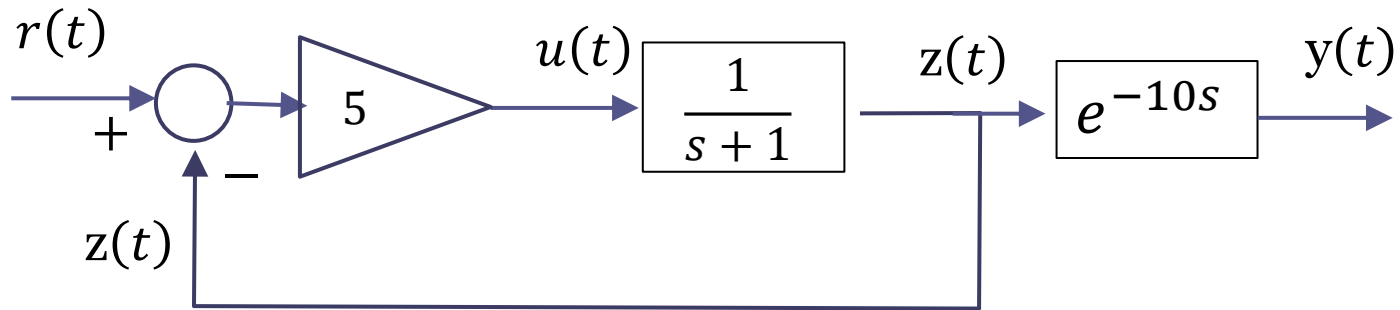 r(t)
+
−
5
u(t)
1
s + 1
z(t)
e^{−10s}
y(t)
z(t)